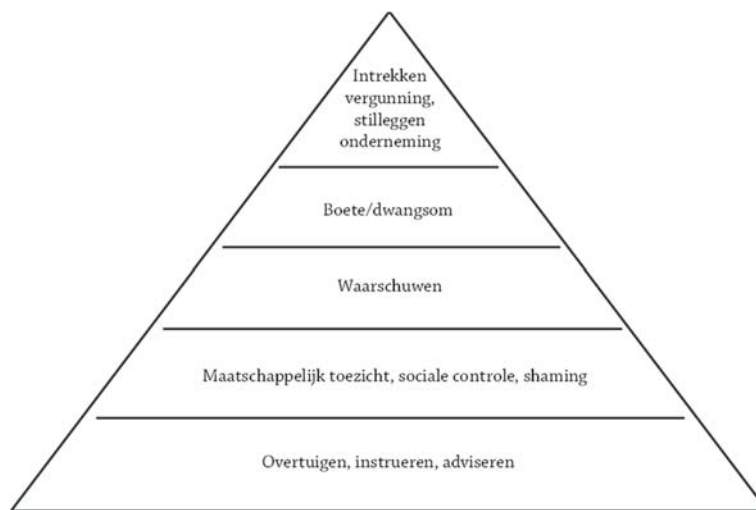 Intrekken
vergunning,
stilleggen
onderneming
Boete/dwangsom
Waarschuwen
Maatschappelijk toezicht, sociale controle, shaming
Overtuigen, instrueren, adviseren